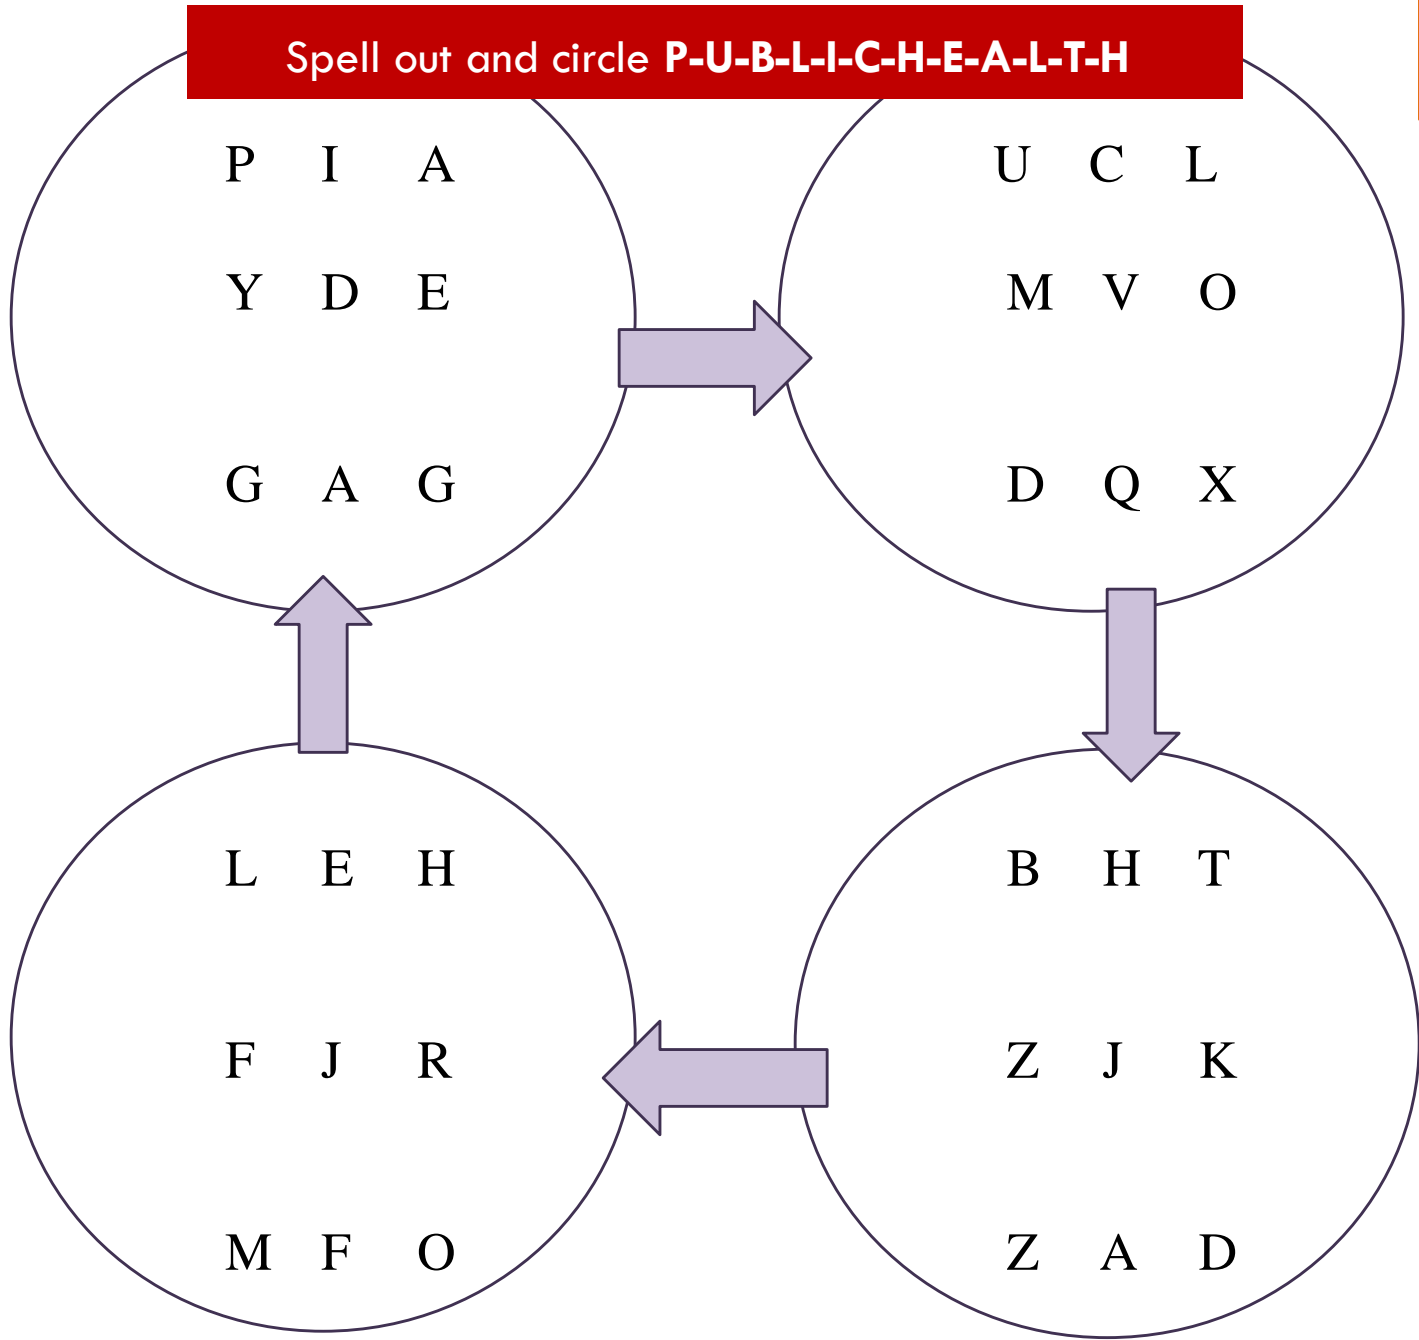 Spell out and circle P-U-B-L-I-C-H-E-A-L-T-H
P I A
Y D E
G A G
U C L
M V O
D Q X
L E H
F J R
M F O
B H T
Z J K
Z A D